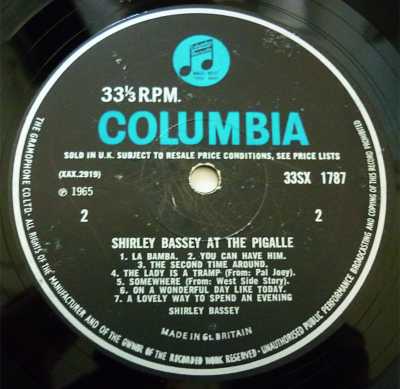 33⅓ R.P.M.
COLUMBIA
SOLD IN U.K. SUBJECT TO RESALE PRICE CONDITIONS, SEE PRICE LISTS
(XAX.2919)
33SX 1787
℗ 1965
2
2
SHIRLEY BASSEY AT THE PIGALLE
1. LA BAMBA. 2. YOU CAN HAVE HIM.
3. THE SECOND TIME AROUND.
4. THE LADY IS A TRAMP (From: Pal Joey).
5. SOMEWHERE (From: West Side Story).
6. ON A WONDERFUL DAY LIKE TODAY.
7. A LOVELY WAY TO SPEND AN EVENING
SHIRLEY BASSEY
MADE IN Gt. BRITAIN
THE GRAMOPHONE CO. LTD. - ALL RIGHTS OF THE MANUFACTURER AND OF THE OWNER OF THE RECORDED WORK RESERVED - UNAUTHORISED PUBLIC PERFORMANCE BROADCASTING AND COPYING OF THIS RECORD PROHIBITED